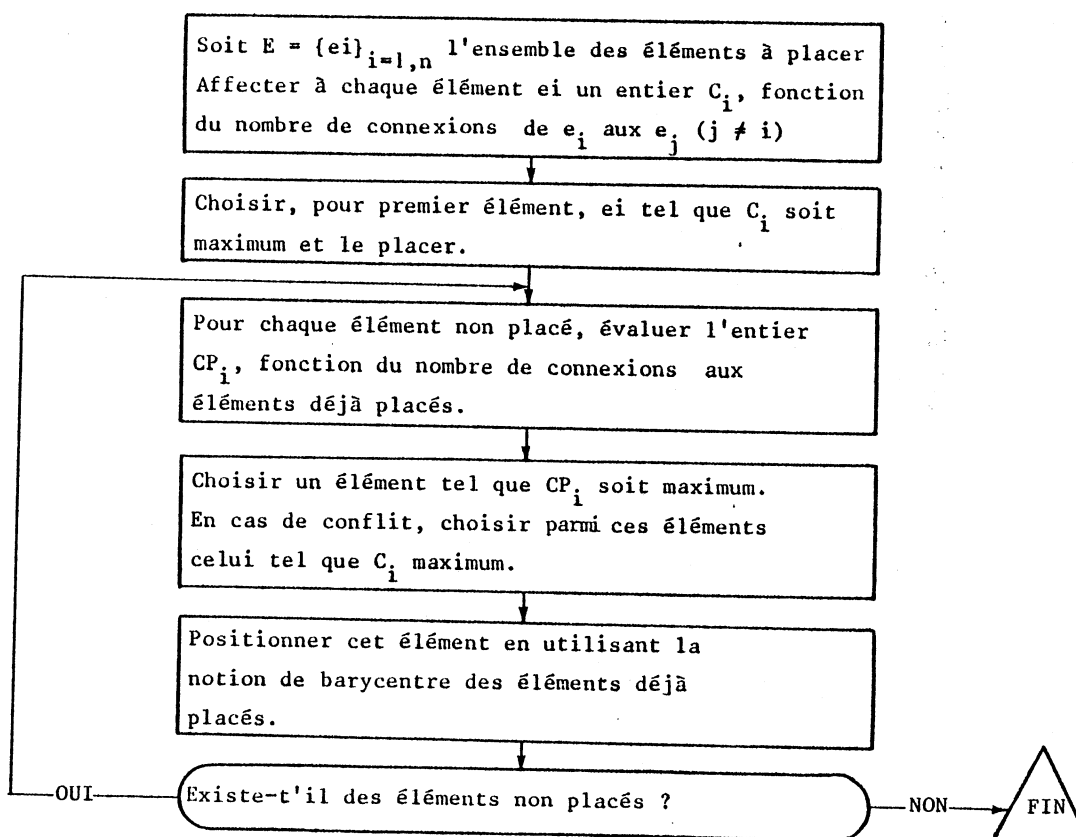 Soit E = {ei}i=1,n l'ensemble des éléments à placer
Affecter à chaque élément ei un entier Ci, fonction
du nombre de connexions de ei aux ej (j ≠ i)
Choisir, pour premier élément, ei tel que Ci soit
maximum et le placer.
Pour chaque élément non placé, évaluer l'entier
CPi, fonction du nombre de connexions aux
éléments déjà placés.
Choisir un élément tel que CPi soit maximum.
En cas de conflit, choisir parmi ces éléments
celui tel que Ci maximum.
Positionner cet élément en utilisant la
notion de barycentre des éléments déjà
placés.
OUI
Existe-t'il des éléments non placés ?
NON
FIN